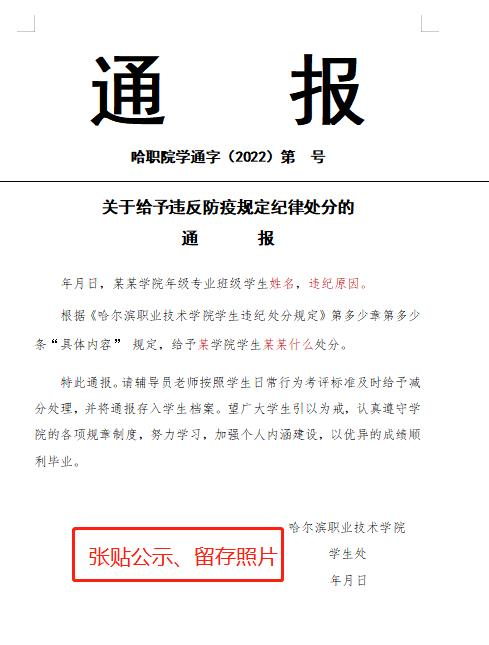 通 报
哈职院学通字（2022）第 号
关于给予违反防疫规定纪律处分的
通 报
年月日，某某学院年级专业班级学生姓名，违纪原因。
根据《哈尔滨职业技术学院学生违纪处分规定》第多少章第多少
条“具体内容” 规定，给予某学院学生某某什么处分。
特此通报。请辅导员老师按照学生日常行为考评标准及时给予减
分处理，并将通报存入学生档案。望广大学生引以为戒，认真遵守学
院的各项规章制度，努力学习，加强个人内涵建设，以优异的成绩顺
利毕业。
哈尔滨职业技术学院
张贴公示、留存照片
学生处
年月日